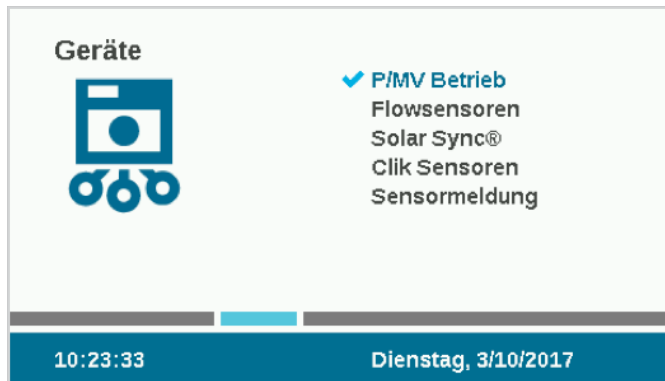 Geräte
P/MV Betrieb
Flowsensoren
Solar Sync®
Clik Sensoren
Sensormeldung
10:23:33
Dienstag, 3/10/2017